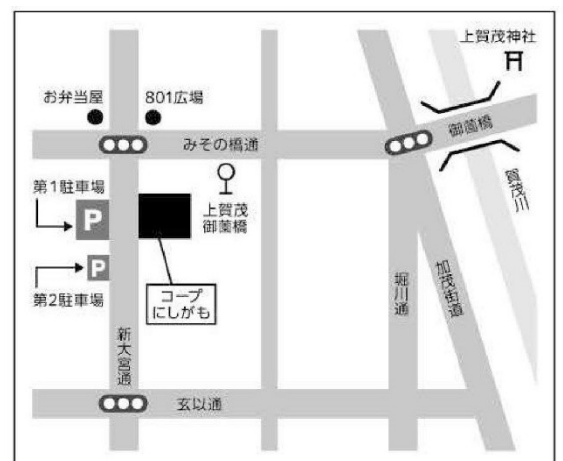 上賀茂神社
お弁当屋
801広場
みその橋通
御薗橋
賀茂川
第1駐車場
P
上賀茂
御薗橋
P
第2駐車場
コープ
にしがも
新大宮通
堀川通
加茂街道
玄以通